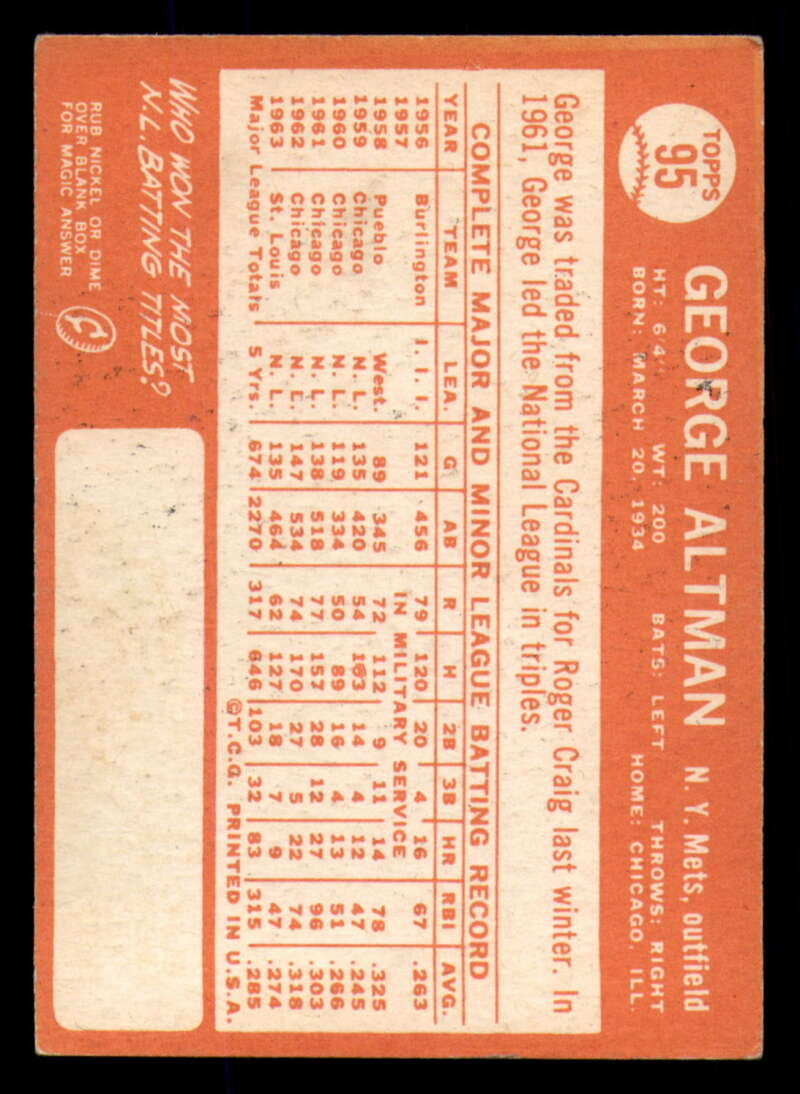 TOPPS
95
GEORGE ALTMAN N. Y. Mets, outfield
HT: 6'4" WT: 200 BATS: LEFT THROWS: RIGHT
BORN: MARCH 20, 1934 HOME: CHICAGO, ILL.
George was traded from the Cardinals for Roger Craig last winter. In
1961, George led the National League in triples.
COMPLETE MAJOR AND MINOR LEAGUE BATTING RECORD
YEAR TEAM LEA. G AB R H 2B 3B HR RBI AVG.
1956 Burlington I. I. I. 121 456 79 120 20 4 16 67 .263
1957 IN MILITARY SERVICE
1958 Pueblo West. 89 345 72 112 9 11 14 78 .325
1959 Chicago N. L. 135 420 54 103 14 4 12 47 .245
1960 Chicago N. L. 119 334 50 89 16 4 13 51 .266
1961 Chicago N. L. 138 518 77 157 28 12 27 96 .303
1962 Chicago N. L. 147 534 74 170 27 5 22 74 .318
1963 St. Louis N. L. 135 464 62 127 18 7 9 47 .274
Major League Totals 5 Yrs. 674 2270 317 646 103 32 83 315 .285
©T.C.G. PRINTED IN U.S.A.
WHO WON THE MOST
N.L. BATTING TITLES?
RUB NICKEL OR DIME
OVER BLANK BOX
FOR MAGIC ANSWER